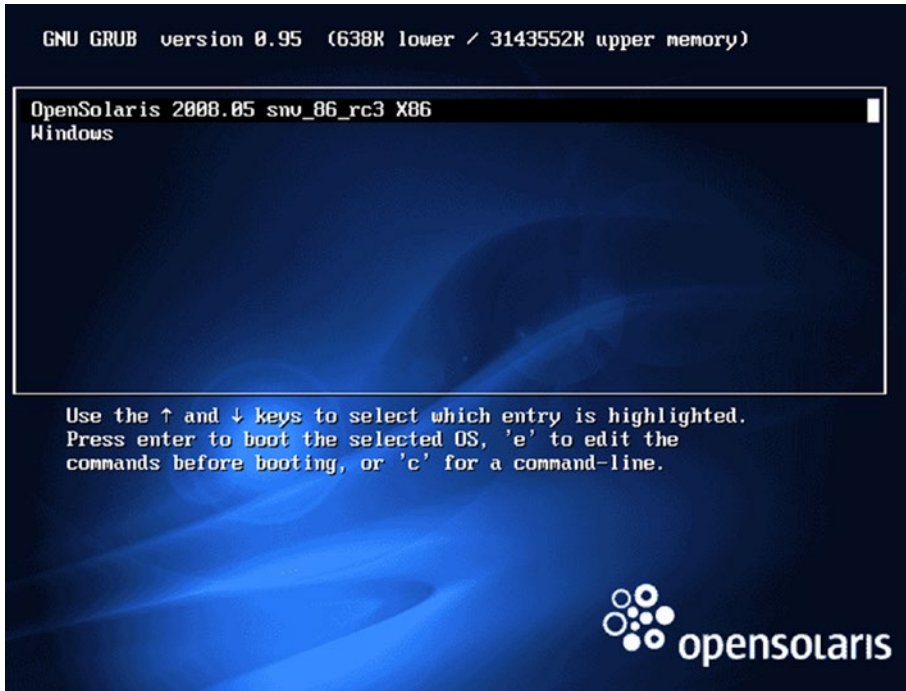 GNU GRUB version 0.95 (638K lower / 3143552K upper memory)
OpenSolaris 2008.05 snv_86_rc3 X86
Windows
Use the ↑ and ↓ keys to select which entry is highlighted.
Press enter to boot the selected OS, 'e' to edit the
commands before booting, or 'c' for a command-line.
opensolaris